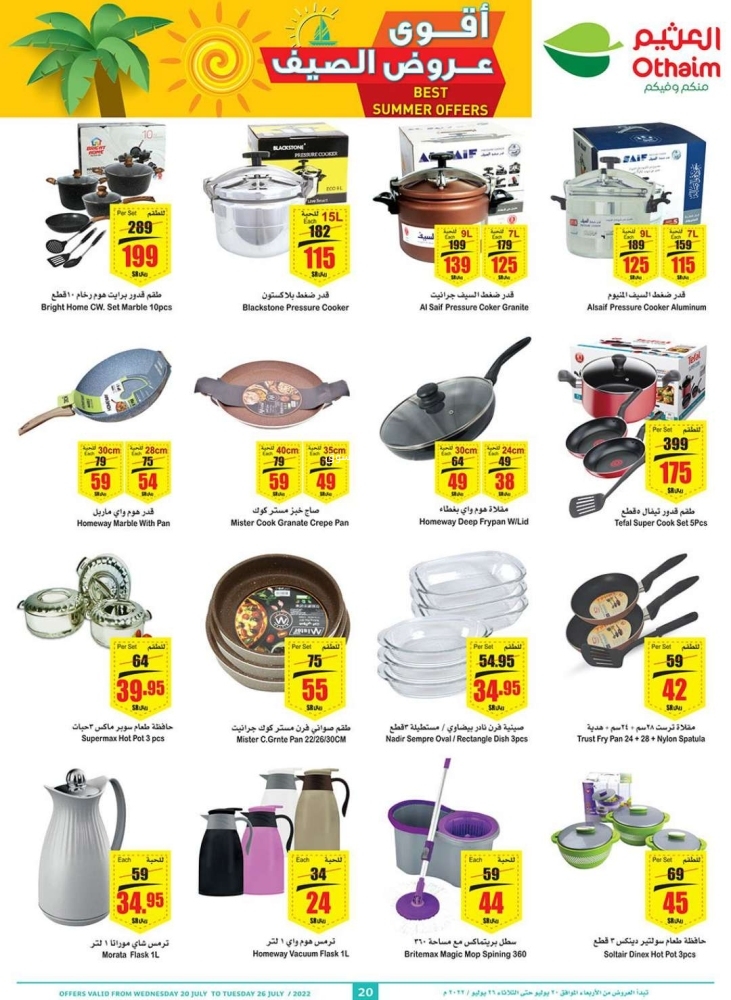 أقوى
عروض الصيف
BEST
SUMMER OFFERS
العثيم
Othaim
منكم وفيكم
Per Set للطقم
289
199
طقم قدور برايت هوم رخام ١٠قطع
Bright Home CW. Set Marble 10pcs
BLACKSTONE
PRESSURE COOKER
15L
Each للحبة
182
115
قدر ضغط بلاكستون
Blackstone Pressure Cooker
9L 7L
Each للحبة Each للحبة
199 179
139 125
قدر ضغط السيف جرانيت
Al Saif Pressure Coker Granite
9L 7L
Each للحبة Each للحبة
189 159
125 115
قدر ضغط السيف المنيوم
Alsaif Pressure Cooker Aluminum
30cm 28cm
Each للحبة Each للحبة
79 75
59 54
قدر هوم واي ماربل
Homeway Marble With Pan
40cm 35cm
Each للحبة Each للحبة
79 69
59 49
صاج خبز مستر كوك
Mister Cook Granate Crepe Pan
30cm 24cm
Each للحبة Each للحبة
64 49
49 38
مقلاة هوم واي بغطاء
Homeway Deep Frypan W/Lid
Tefal
Per Set للطقم
399
175
طقم قدور تيفال ٥قطع
Tefal Super Cook Set 5Pcs
Per Set للطقم
64
39.95
حافظة طعام سوبر ماكس ٣حبات
Supermax Hot Pot 3 pcs
Per Set للطقم
75
55
طقم صواني فرن مستر كوك جرانيت
Mister C.Grnte Pan 22/26/30CM
Per Set للطقم
54.95
34.95
صينية فرن نادر بيضاوي / مستطيلة ٣قطع
Nadir Sempre Oval / Rectangle Dish 3pcs
Per Set للطقم
59
42
مقلاة ترست ٢٨سم + ٢٤سم + هدية
Trust Fry Pan 24 + 28 + Nylon Spatula
Each للحبة
59
34.95
ترمس شاي موراتا ١ لتر
Morata Flask 1L
Each للحبة
34
24
ترمس هوم واي ١ لتر
Homeway Vacuum Flask 1L
Each للحبة
59
44
سطل بريتماكس مع مساحة ٣٦٠
Britemax Magic Mop Spining 360
Per Set للطقم
69
45
حافظة طعام سولتير دينكس ٣ قطع
Soltair Dinex Hot Pot 3 pcs
OFFERS VALID FROM WEDNESDAY 20 JULY TO TUESDAY 26 JULY / 2022
20
تبدأ العروض من الأربعاء الموافق ٢٠ يوليو حتى الثلاثاء ٢٦ يوليو / ٢٠٢٢ م